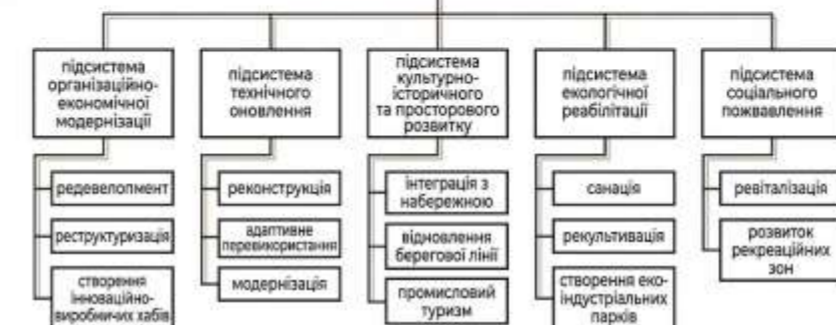 підсистема
організаційно-
економічної
модернізації
підсистема
технічного
оновлення
підсистема
культурно-
історичного
та просторового
розвитку
підсистема
екологічної
реабілітації
підсистема
соціального
пожвавлення
редевелопмент
реструктуризація
створення
інноваційно-
виробничих хабів
реконструкція
адаптивне
перевикористання
модернізація
інтеграція з
набережною
відновлення
берегової лінії
промисловий
туризм
санація
рекультивація
створення еко-
індустріальних
парків
ревіталізація
розвиток
рекреаційних
зон